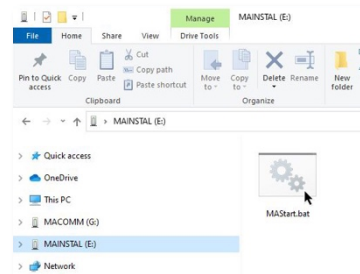 Manage MAINSTAL (E:)
File Home Share View Drive Tools
Pin to Quick access
Copy
Paste
Cut
Copy path
Paste shortcut
Move to
Copy to
Delete
Rename
New folder
Clipboard Organize
MAINSTAL (E:)
Quick access
OneDrive
This PC
MACOMM (G:)
MAINSTAL (E:)
Network
MAStart.bat